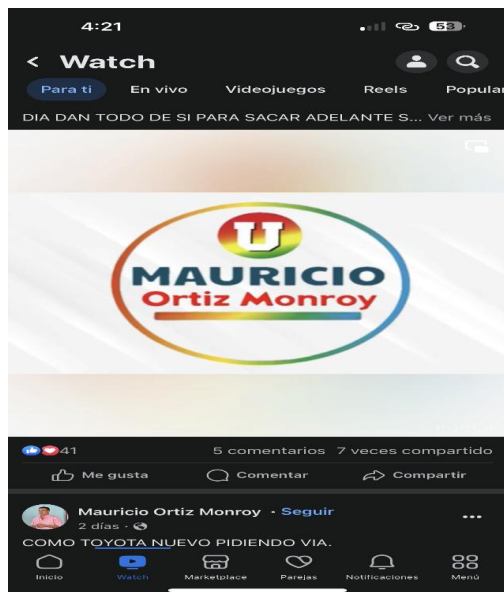 4:21
53
Watch
Para ti En vivo Videojuegos Reels Popular
DIA DAN TODO DE SI PARA SACAR ADELANTE S... Ver más
U
MAURICIO
Ortiz Monroy
41 5 comentarios 7 veces compartido
Me gusta Comentar Compartir
Mauricio Ortiz Monroy · Seguir
2 días ·
COMO TOYOTA NUEVO PIDIENDO VIA.
Inicio Watch Marketplace Parejas Notificaciones Menú